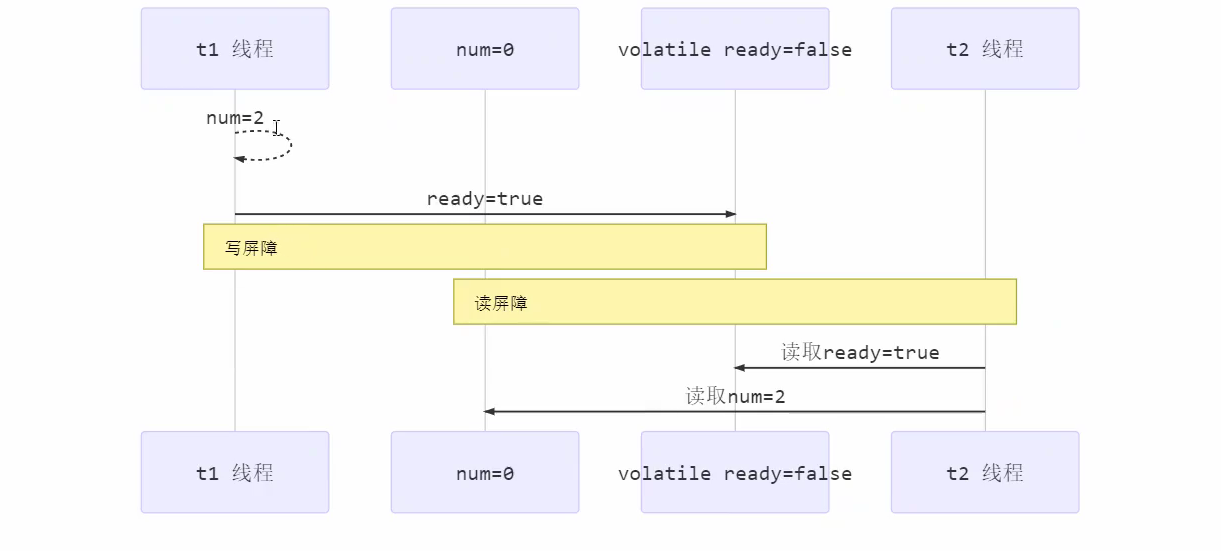 t1 线程
num=0
volatile ready=false
t2 线程
num=2
ready=true
写屏障
读屏障
读取ready=true
读取num=2
t1 线程
num=0
volatile ready=false
t2 线程